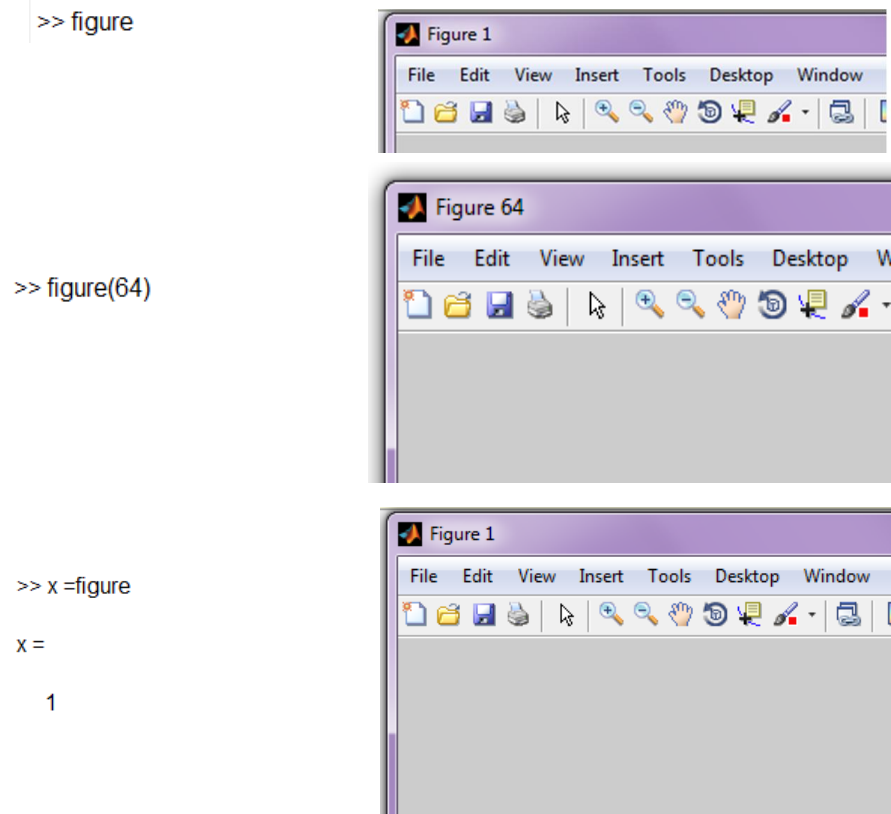 >> figure
Figure 1
File Edit View Insert Tools Desktop Window
Figure 64
File Edit View Insert Tools Desktop W
>> figure(64)
Figure 1
File Edit View Insert Tools Desktop Window
>> x =figure
x =
1